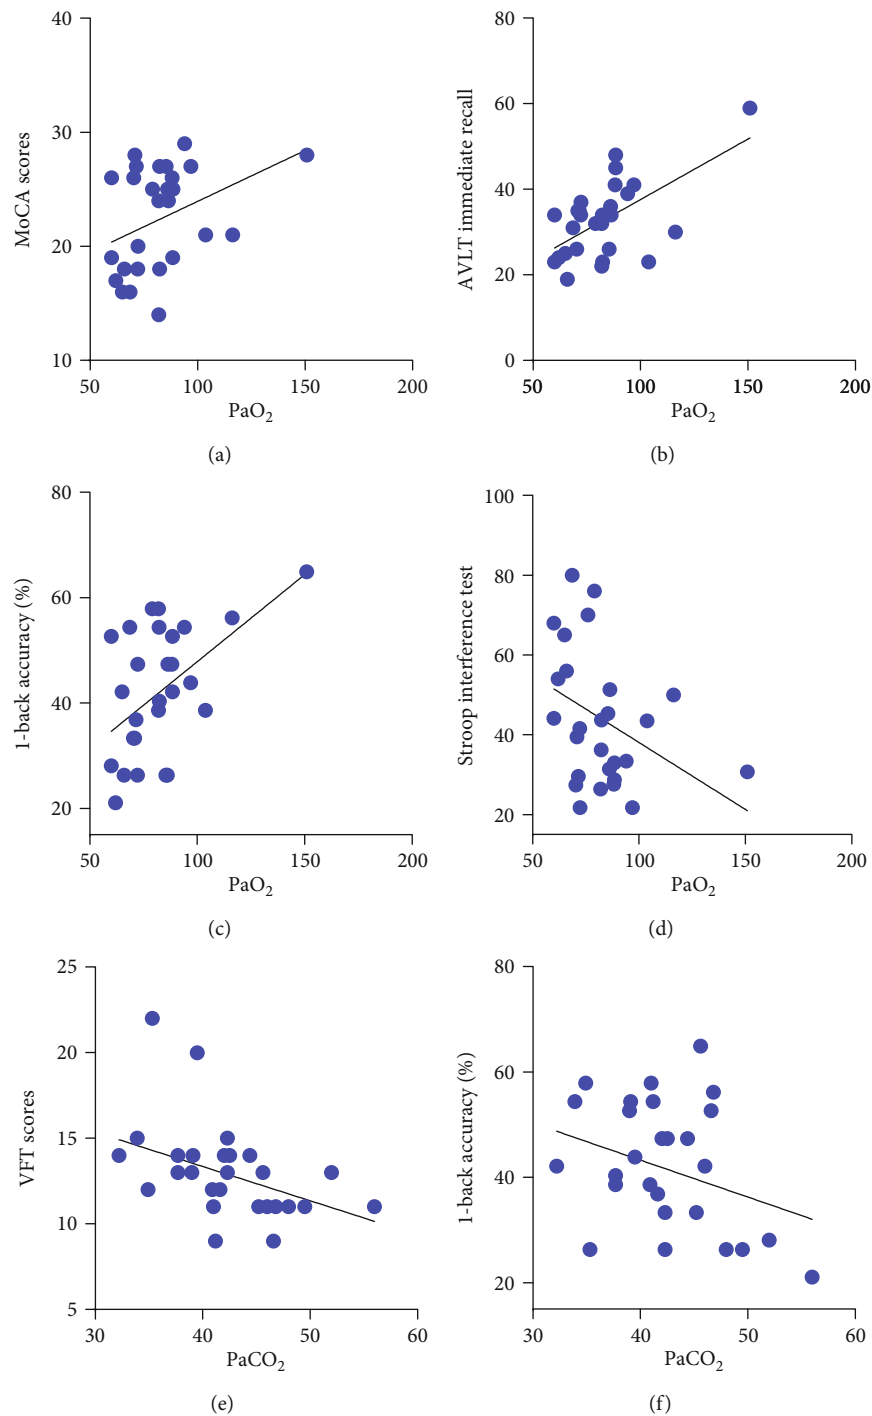 40
30
20
10
MoCA scores
50
100
150
200
PaO2
(a)
80
60
40
20
0
AVLT immediate recall
50
100
150
200
PaO2
(b)
80
60
40
20
1-back accuracy (%)
50
100
150
200
PaO2
(c)
100
80
60
40
20
Stroop interference test
50
100
150
200
PaO2
(d)
25
20
15
10
5
VFT scores
30
40
50
60
PaCO2
(e)
80
60
40
20
1-back accuracy (%)
30
40
50
60
PaCO2
(f)